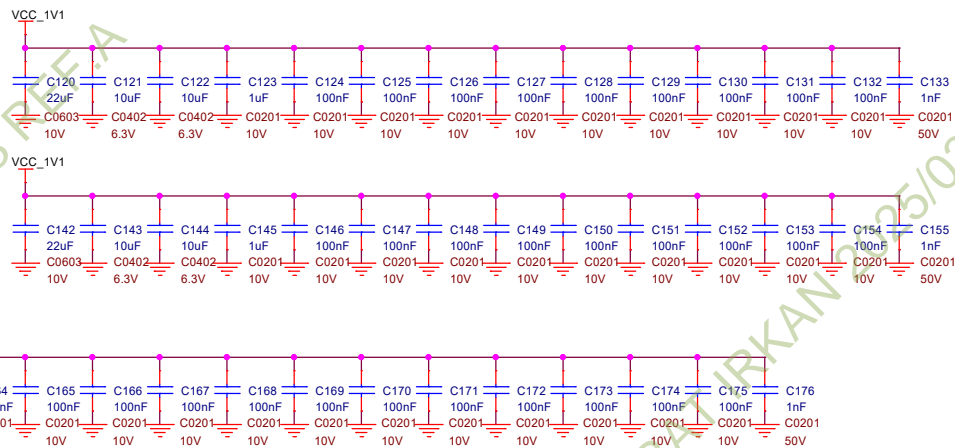 VCC_1V1
C120 C121 C122 C123 C124 C125 C126 C127 C128 C129 C130 C131 C132 C133
22uF 10uF 10uF 1uF 100nF 100nF 100nF 100nF 100nF 100nF 100nF 100nF 100nF 1nF
C0603 C0402 C0402 C0201 C0201 C0201 C0201 C0201 C0201 C0201 C0201 C0201 C0201 C0201
10V 6.3V 6.3V 10V 10V 10V 10V 10V 10V 10V 10V 10V 10V 50V
VCC_1V1
C142 C143 C144 C145 C146 C147 C148 C149 C150 C151 C152 C153 C154 C155
22uF 10uF 10uF 1uF 100nF 100nF 100nF 100nF 100nF 100nF 100nF 100nF 100nF 1nF
C0603 C0402 C0402 C0201 C0201 C0201 C0201 C0201 C0201 C0201 C0201 C0201 C0201 C0201
10V 6.3V 6.3V 10V 10V 10V 10V 10V 10V 10V 10V 10V 10V 50V
C165 C166 C167 C168 C169 C170 C171 C172 C173 C174 C175 C176
nF 100nF 100nF 100nF 100nF 100nF 100nF 100nF 100nF 100nF 100nF 100nF 1nF
01 C0201 C0201 C0201 C0201 C0201 C0201 C0201 C0201 C0201 C0201 C0201 C0201
10V 10V 10V 10V 10V 10V 10V 10V 10V 10V 10V 50V
REF.A
IRKAN 2025/0